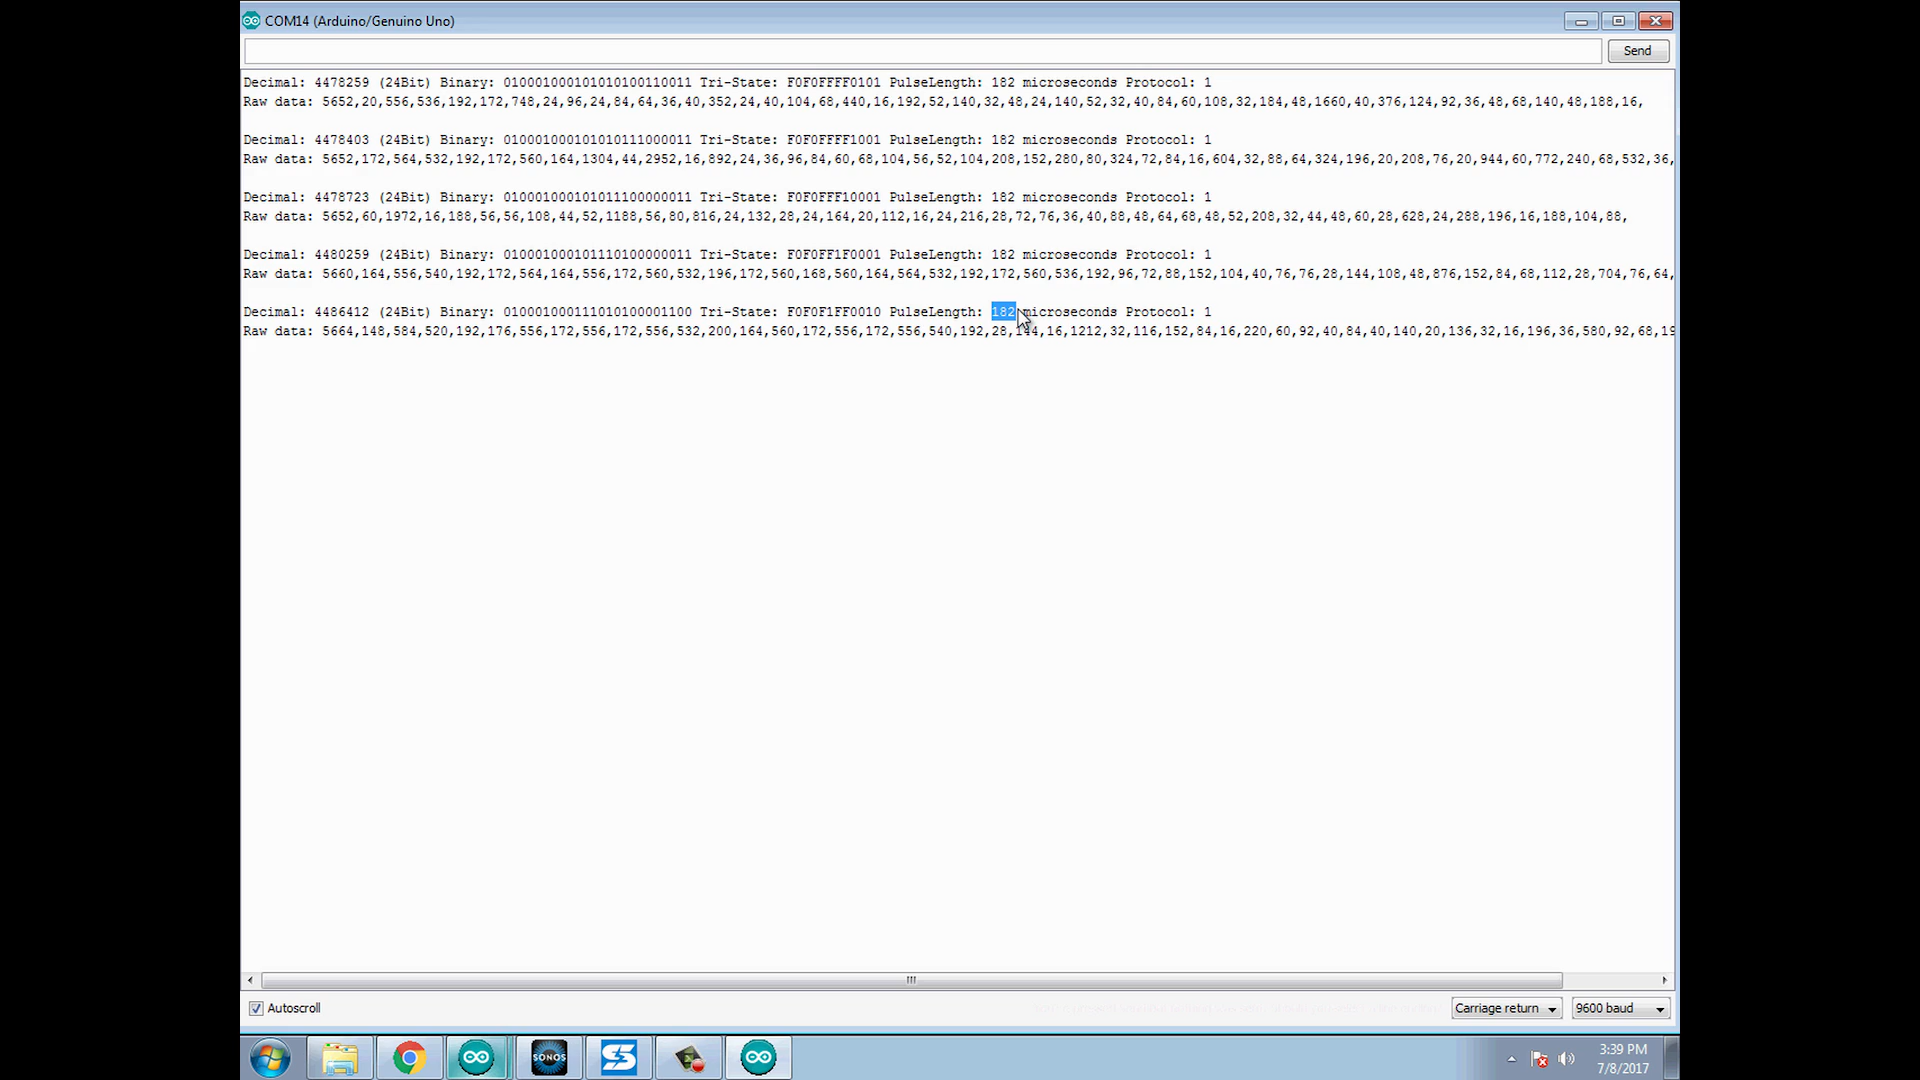 COM14 (Arduino/Genuino Uno)
Send
Decimal: 4478259 (24Bit) Binary: 010001000101010100110011 Tri-State: F0F0FFFF0101 PulseLength: 182 microseconds Protocol: 1
Raw data: 5652,20,556,536,192,172,748,24,96,24,84,64,36,40,352,24,40,104,68,440,16,192,52,140,32,48,24,140,52,32,40,84,60,108,32,184,48,1660,40,376,124,92,36,48,68,140,48,188,16,
Decimal: 4478403 (24Bit) Binary: 010001000101010111000011 Tri-State: F0F0FFFF1001 PulseLength: 182 microseconds Protocol: 1
Raw data: 5652,172,564,532,192,172,560,164,1304,44,2952,16,892,24,36,96,84,60,68,104,56,52,104,208,152,280,80,324,72,84,16,604,32,88,64,324,196,20,208,76,20,944,60,772,240,68,532,36,
Decimal: 4478723 (24Bit) Binary: 010001000101011100000011 Tri-State: F0F0FFF10001 PulseLength: 182 microseconds Protocol: 1
Raw data: 5652,60,1972,16,188,56,56,108,44,52,1188,56,80,816,24,132,28,24,164,20,112,16,24,216,28,72,76,36,40,88,48,64,68,48,52,208,32,44,48,60,28,628,24,288,196,16,188,104,88,
Decimal: 4480259 (24Bit) Binary: 010001000101110100000011 Tri-State: F0F0FF1F0001 PulseLength: 182 microseconds Protocol: 1
Raw data: 5660,164,556,540,192,172,564,164,556,172,560,532,196,172,560,168,560,164,564,532,192,172,560,536,192,96,72,88,152,104,40,76,76,28,144,108,48,876,152,84,68,112,28,704,76,64,
Decimal: 4486412 (24Bit) Binary: 010001000111010100001100 Tri-State: F0F0F1FF0010 PulseLength: 182 microseconds Protocol: 1
Raw data: 5664,148,584,520,192,176,556,172,556,172,556,532,200,164,560,172,556,172,556,540,192,28,144,16,1212,32,116,152,84,16,220,60,92,40,84,40,140,20,136,32,16,196,36,580,92,68,19
Autoscroll
Carriage return
9600 baud
SONOS
3:39 PM
7/8/2017